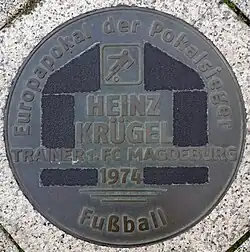 Europapokal der Pokalsieger
HEINZ
KRÜGEL
TRAINER 1. FC MAGDEBURG
1974
Fußball